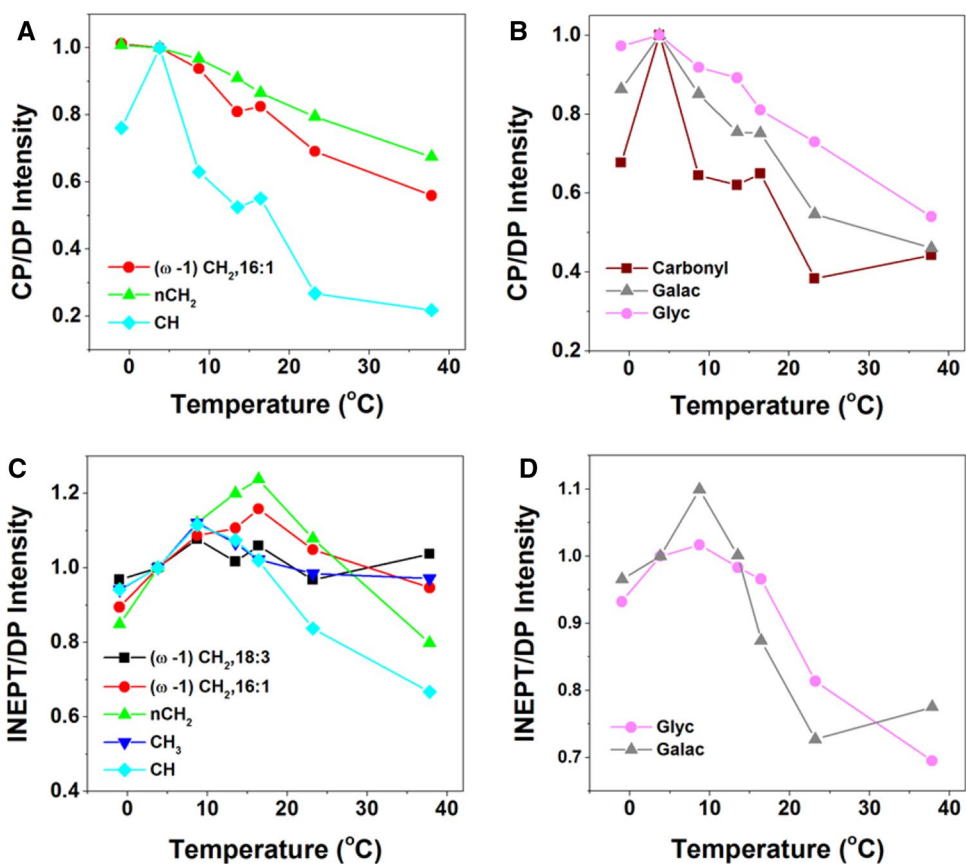 A
CP/DP Intensity
1.0
0.8
0.6
0.4
0.2
(ω -1) CH₂,16:1
nCH₂
CH
0 10 20 30 40
Temperature (°C)
B
CP/DP Intensity
1.0
0.8
0.6
0.4
0.2
Carbonyl
Galac
Glyc
0 10 20 30 40
Temperature (°C)
C
INEPT/DP Intensity
1.2
1.0
0.8
0.6
0.4
(ω -1) CH₂,18:3
(ω -1) CH₂,16:1
nCH₂
CH₃
CH
0 10 20 30 40
Temperature (°C)
D
INEPT/DP Intensity
1.1
1.0
0.9
0.8
0.7
Glyc
Galac
0 10 20 30 40
Temperature (°C)